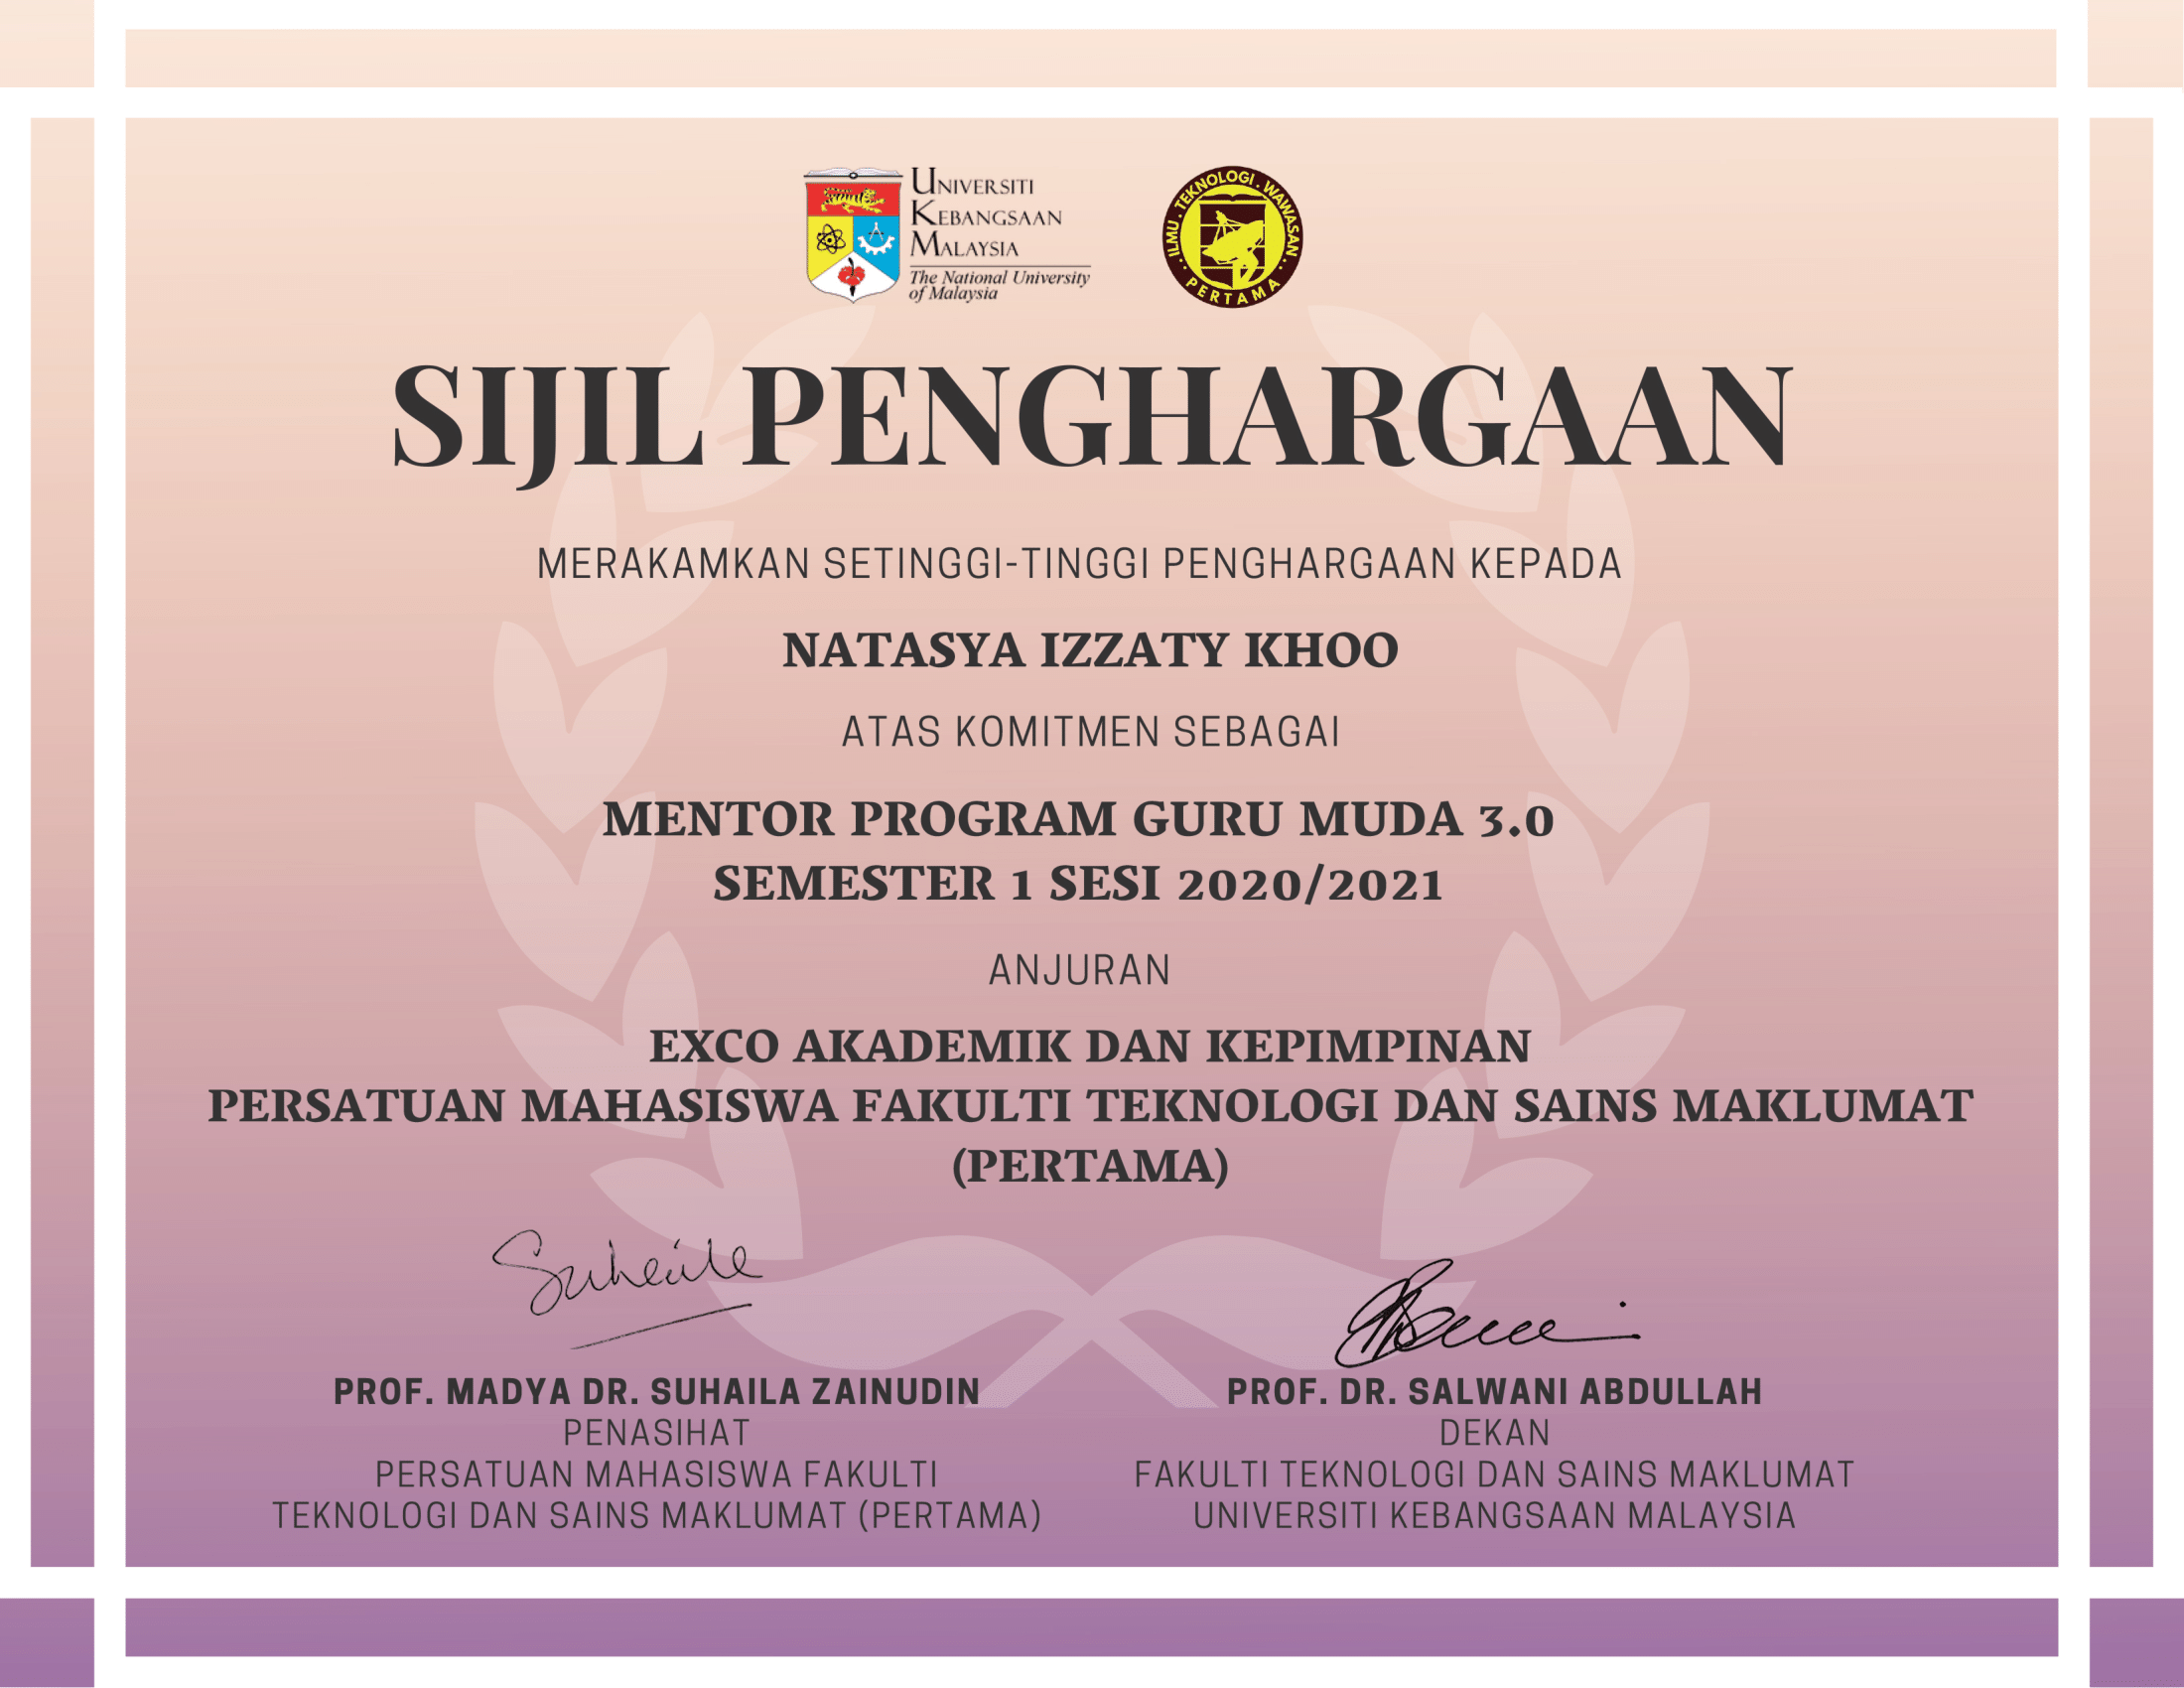 UNIVERSITI
KEBANGSAAN
MALAYSIA
The National University
of Malaysia
ILMU . TEKNOLOGI . WAWASAN
PERTAMA
SIJIL PENGHARGAAN
MERAKAMKAN SETINGGI-TINGGI PENGHARGAAN KEPADA
NATASYA IZZATY KHOO
ATAS KOMITMEN SEBAGAI
MENTOR PROGRAM GURU MUDA 3.0
SEMESTER 1 SESI 2020/2021
ANJURAN
EXCO AKADEMIK DAN KEPIMPINAN
PERSATUAN MAHASISWA FAKULTI TEKNOLOGI DAN SAINS MAKLUMAT
(PERTAMA)
PROF. MADYA DR. SUHAILA ZAINUDIN
PENASIHAT
PERSATUAN MAHASISWA FAKULTI
TEKNOLOGI DAN SAINS MAKLUMAT (PERTAMA)
PROF. DR. SALWANI ABDULLAH
DEKAN
FAKULTI TEKNOLOGI DAN SAINS MAKLUMAT
UNIVERSITI KEBANGSAAN MALAYSIA